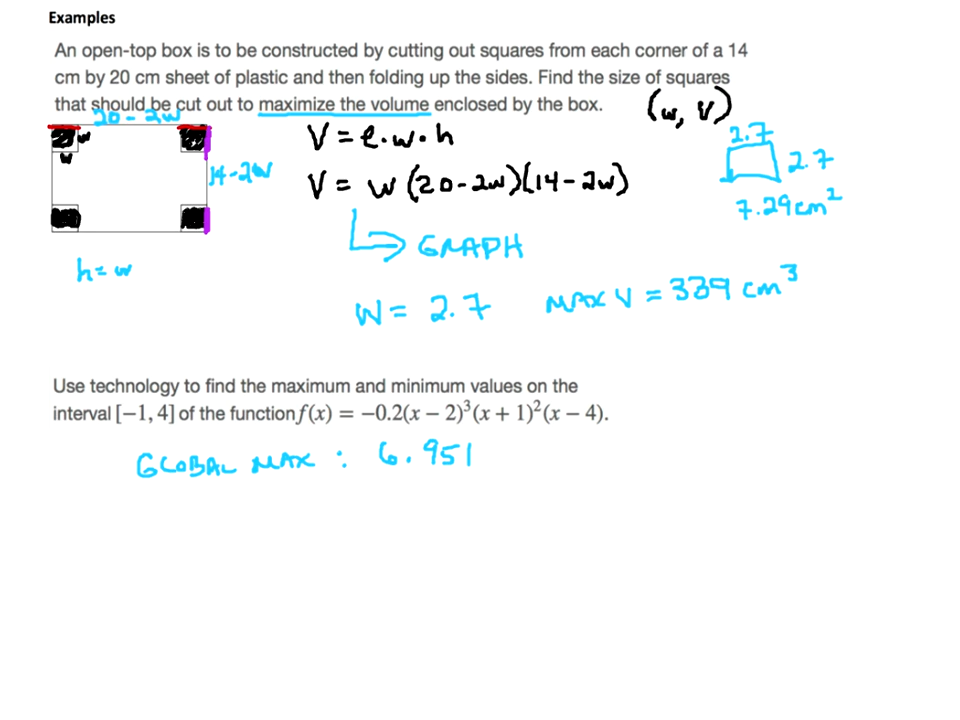 Examples
An open-top box is to be constructed by cutting out squares from each corner of a 14
cm by 20 cm sheet of plastic and then folding up the sides. Find the size of squares
that should be cut out to maximize the volume enclosed by the box.
(w, V)
20 - 2w
w
w
14-2w
h = w
V = l·w·h
V = w (20-2w)(14-2w)
GRAPH
W = 2.7
MAX V = 339 cm³
2.7
2.7
7.29cm²
Use technology to find the maximum and minimum values on the
interval [−1, 4] of the function f(x) = −0.2(x − 2)³(x + 1)²(x − 4).
GLOBAL MAX : 6.951